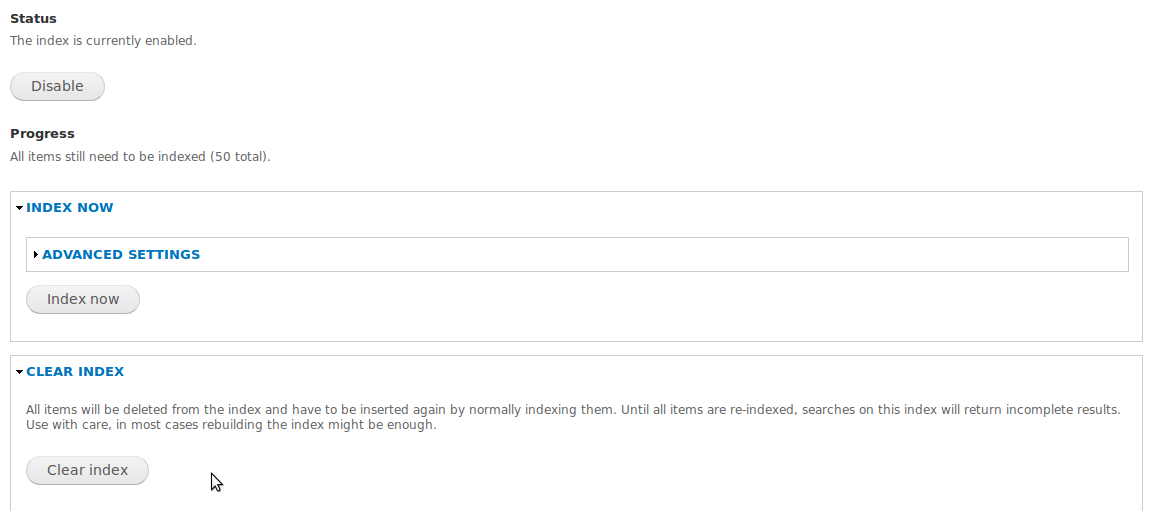 Status
The index is currently enabled.
Disable
Progress
All items still need to be indexed (50 total).
INDEX NOW
ADVANCED SETTINGS
Index now
CLEAR INDEX
All items will be deleted from the index and have to be inserted again by normally indexing them. Until all items are re-indexed, searches on this index will return incomplete results.
Use with care, in most cases rebuilding the index might be enough.
Clear index